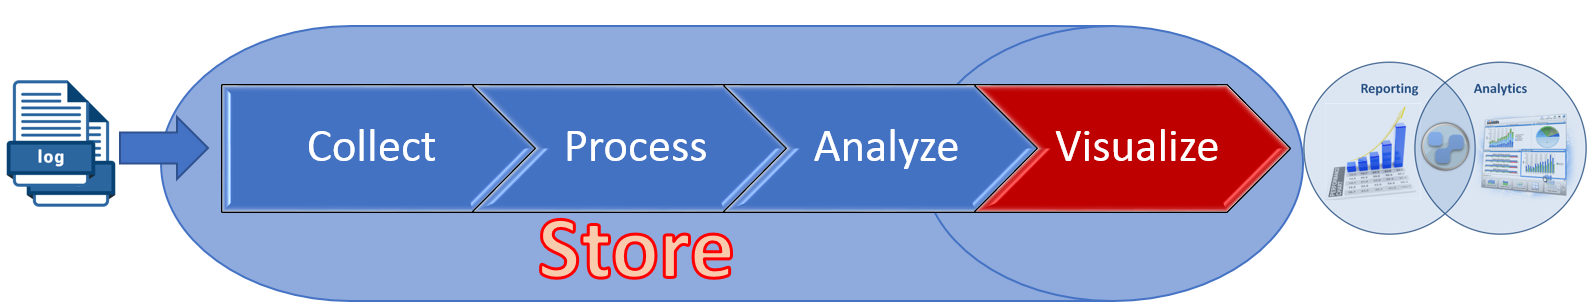 log
Collect
Process
Analyze
Visualize
Store
Reporting
Analytics